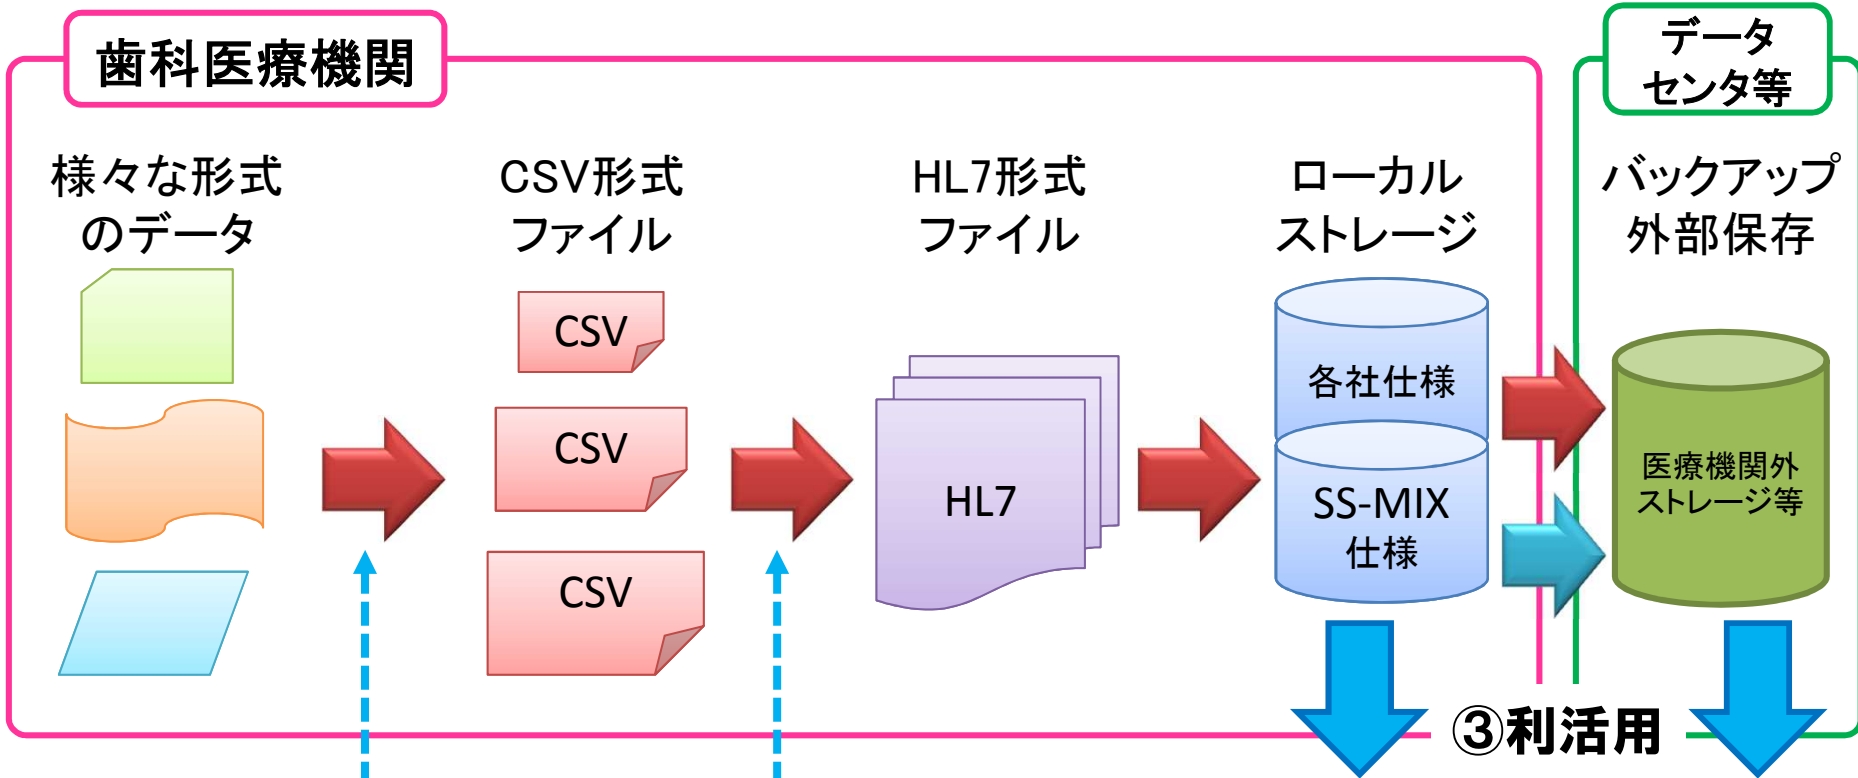 歯科医療機関
データ
センタ等
様々な形式
のデータ
CSV形式
ファイル
HL7形式
ファイル
ローカル
ストレージ
バックアップ
外部保存
CSV
CSV
CSV
HL7
各社仕様
SS-MIX
仕様
医療機関外
ストレージ等
③利活用